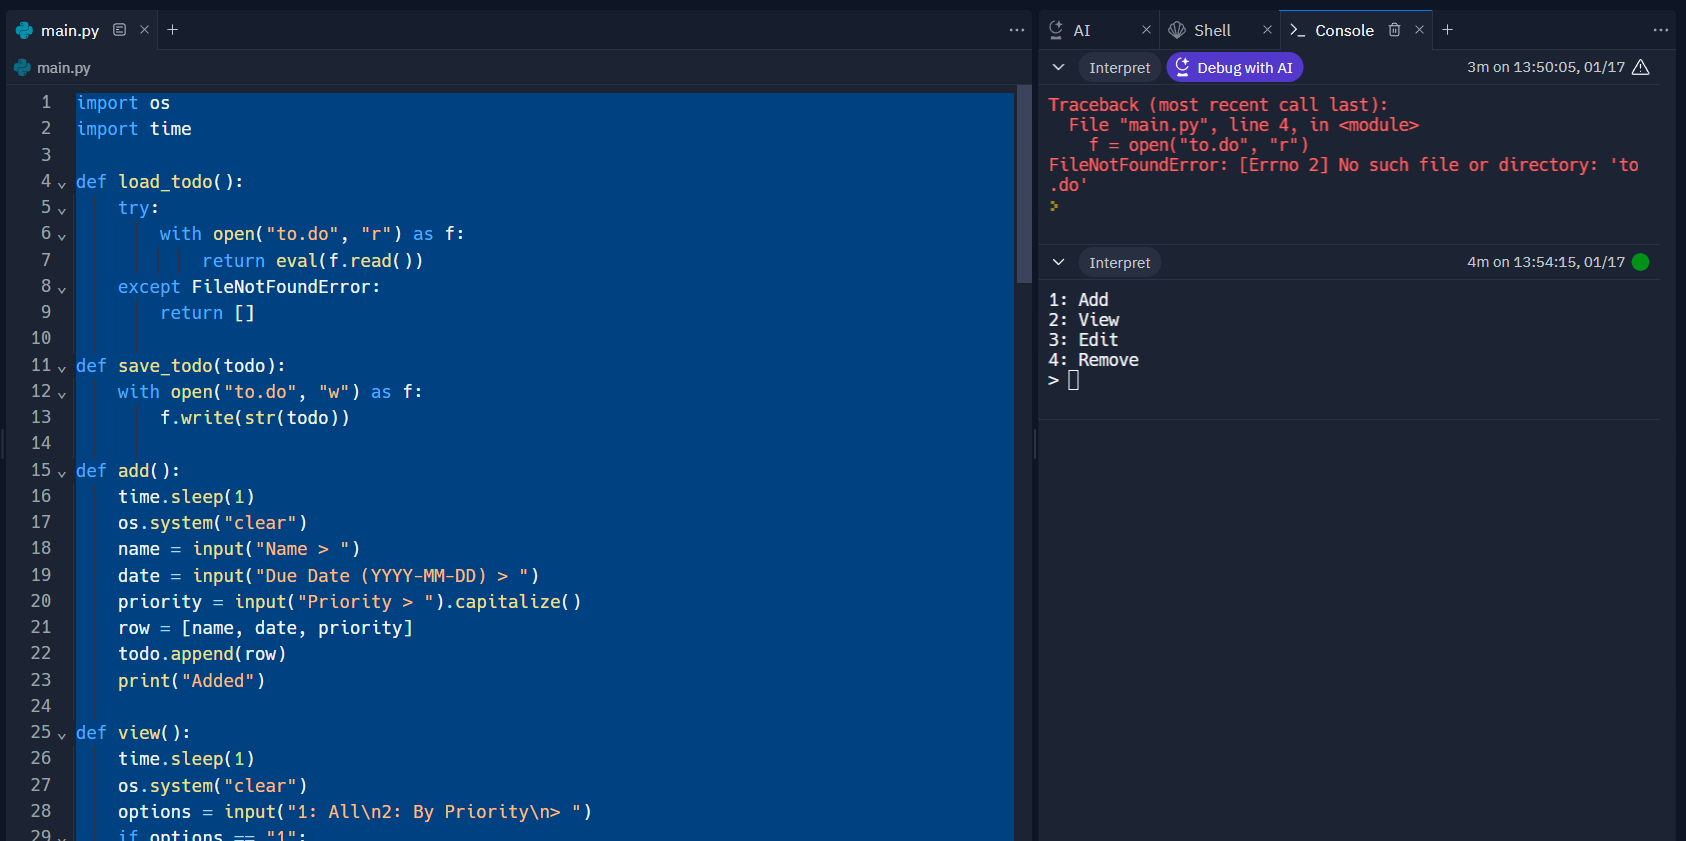 main.py
main.py
1 import os
2 import time
3
4 def load_todo():
5 try:
6 with open("to.do", "r") as f:
7 return eval(f.read())
8 except FileNotFoundError:
9 return []
10
11 def save_todo(todo):
12 with open("to.do", "w") as f:
13 f.write(str(todo))
14
15 def add():
16 time.sleep(1)
17 os.system("clear")
18 name = input("Name > ")
19 date = input("Due Date (YYYY-MM-DD) > ")
20 priority = input("Priority > ").capitalize()
21 row = [name, date, priority]
22 todo.append(row)
23 print("Added")
24
25 def view():
26 time.sleep(1)
27 os.system("clear")
28 options = input("1: All\n2: By Priority\n> ")
29 if options == "1":
AI Shell Console
Interpret Debug with AI 3m on 13:50:05, 01/17
Traceback (most recent call last):
File "main.py", line 4, in <module>
f = open("to.do", "r")
FileNotFoundError: [Errno 2] No such file or directory: 'to
.do'
Interpret 4m on 13:54:15, 01/17
1: Add
2: View
3: Edit
4: Remove
>